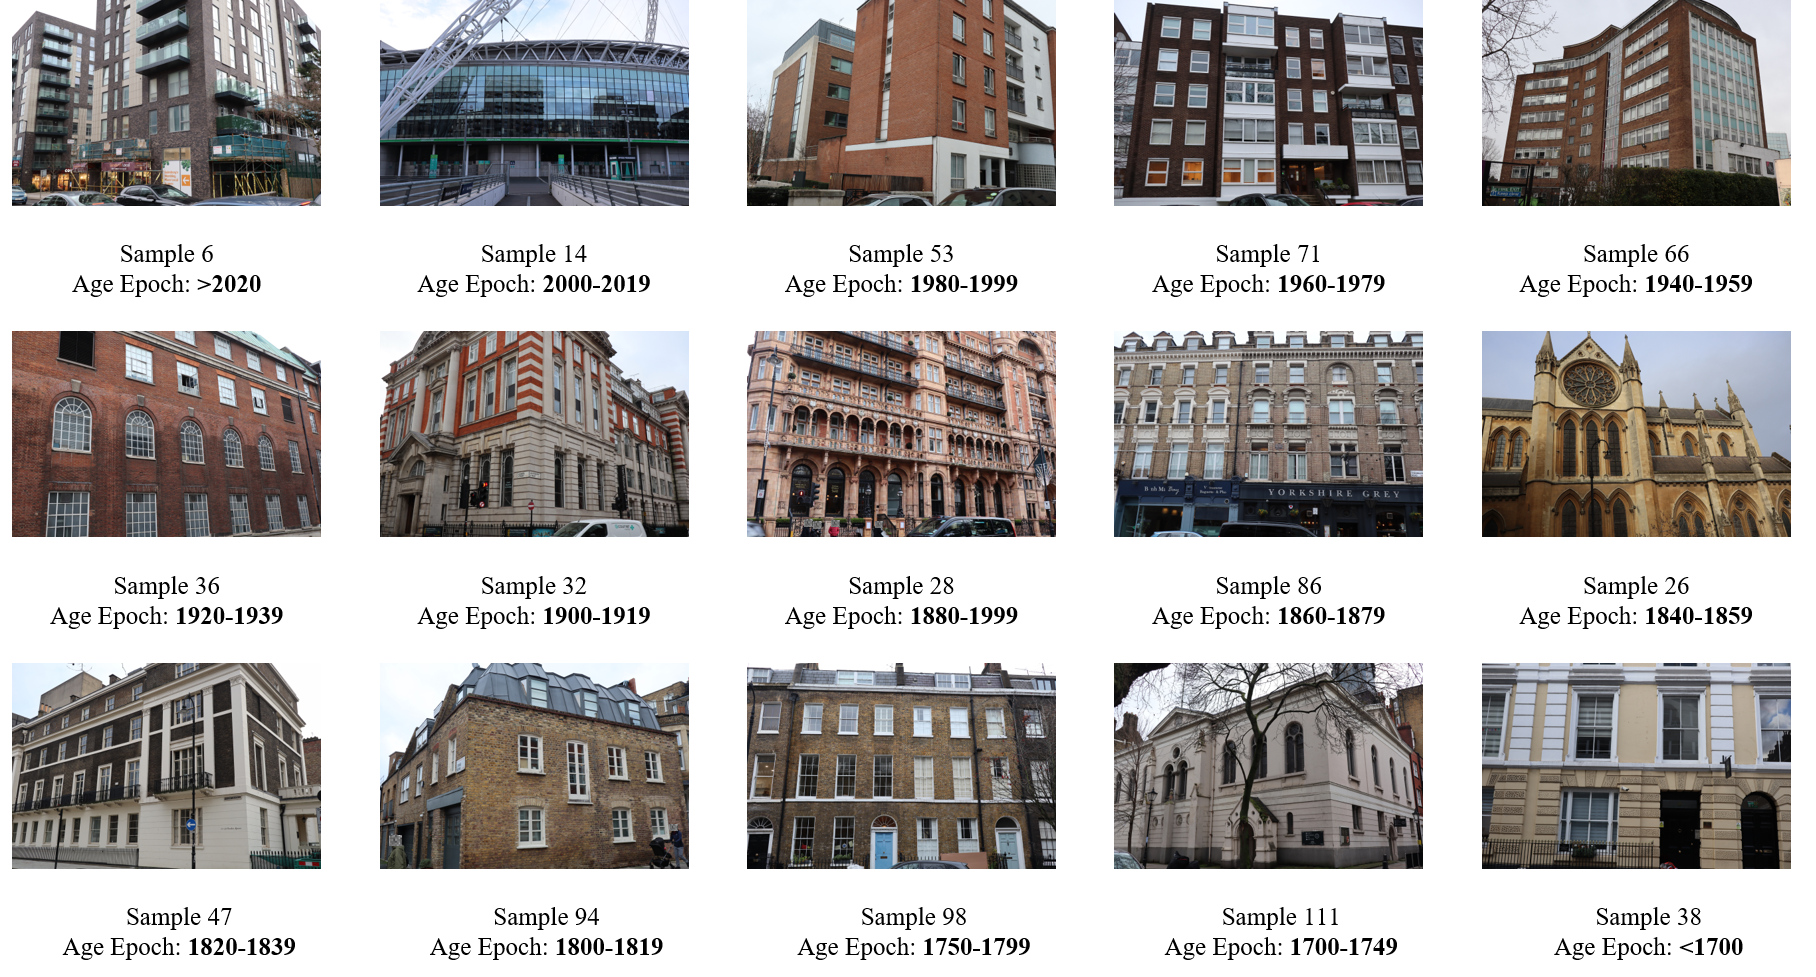 Sample 6
Age Epoch: >2020
Sample 14
Age Epoch: 2000-2019
Sample 53
Age Epoch: 1980-1999
Sample 71
Age Epoch: 1960-1979
Sample 66
Age Epoch: 1940-1959
YORKSHIRE GREY
Sample 36
Age Epoch: 1920-1939
Sample 32
Age Epoch: 1900-1919
Sample 28
Age Epoch: 1880-1999
Sample 86
Age Epoch: 1860-1879
Sample 26
Age Epoch: 1840-1859
Sample 47
Age Epoch: 1820-1839
Sample 94
Age Epoch: 1800-1819
Sample 98
Age Epoch: 1750-1799
Sample 111
Age Epoch: 1700-1749
Sample 38
Age Epoch: <1700